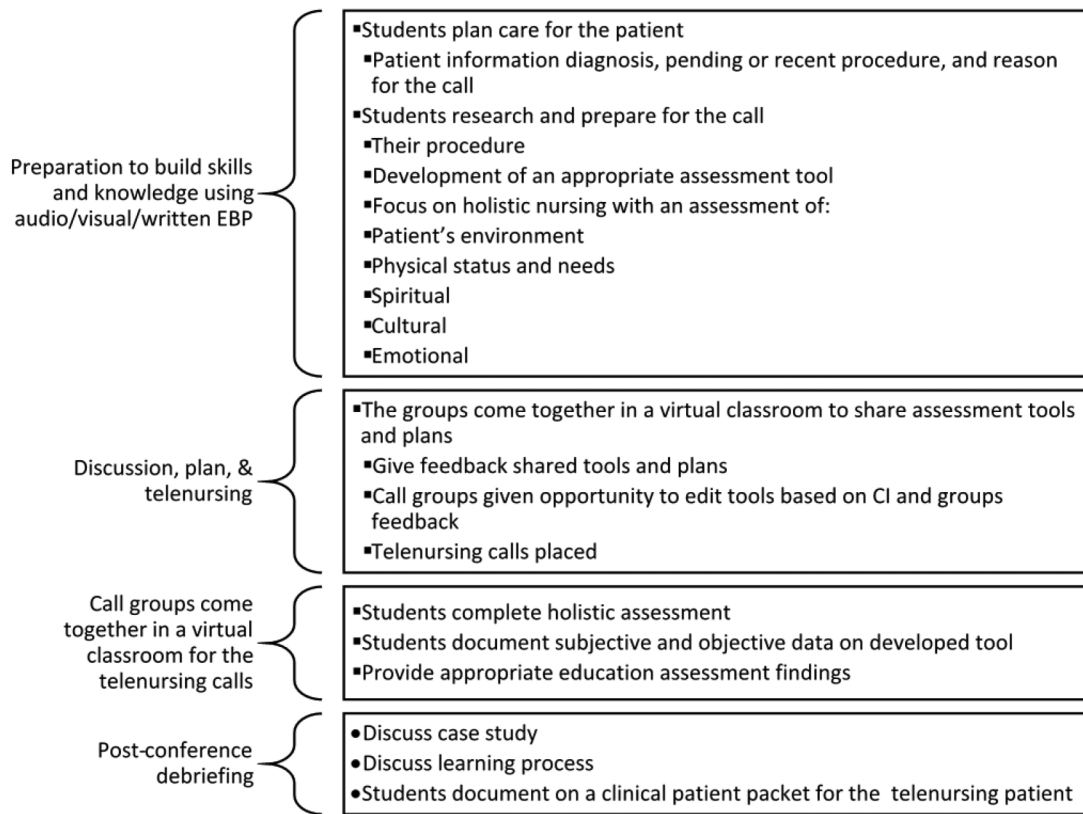 Preparation to build skills
and knowledge using
audio/visual/written EBP
▪Students plan care for the patient
▪Patient information diagnosis, pending or recent procedure, and reason
for the call
▪Students research and prepare for the call
▪Their procedure
▪Development of an appropriate assessment tool
▪Focus on holistic nursing with an assessment of:
▪Patient's environment
▪Physical status and needs
▪Spiritual
▪Cultural
▪Emotional
Discussion, plan, &
telenursing
▪The groups come together in a virtual classroom to share assessment tools
and plans
▪Give feedback shared tools and plans
▪Call groups given opportunity to edit tools based on CI and groups
feedback
▪Telenursing calls placed
Call groups come
together in a virtual
classroom for the
telenursing calls
▪Students complete holistic assessment
▪Students document subjective and objective data on developed tool
▪Provide appropriate education assessment findings
Post-conference
debriefing
•Discuss case study
•Discuss learning process
•Students document on a clinical patient packet for the telenursing patient